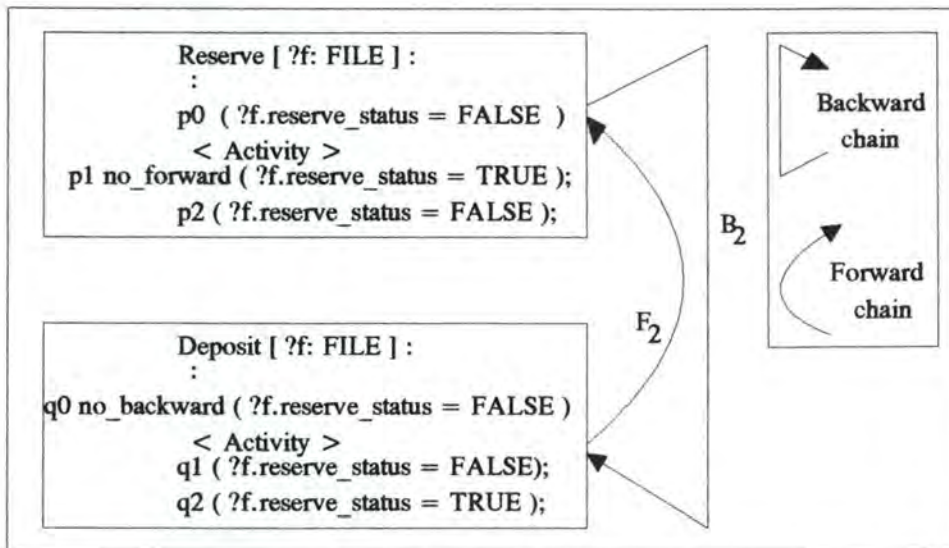 Reserve [ ?f: FILE ] :
:
p0 ( ?f.reserve_status = FALSE )
< Activity >
p1 no_forward ( ?f.reserve_status = TRUE );
p2 ( ?f.reserve_status = FALSE );
Deposit [ ?f: FILE ] :
:
q0 no_backward ( ?f.reserve_status = FALSE )
< Activity >
q1 ( ?f.reserve_status = FALSE);
q2 ( ?f.reserve_status = TRUE );
F2
B2
Backward
chain
Forward
chain